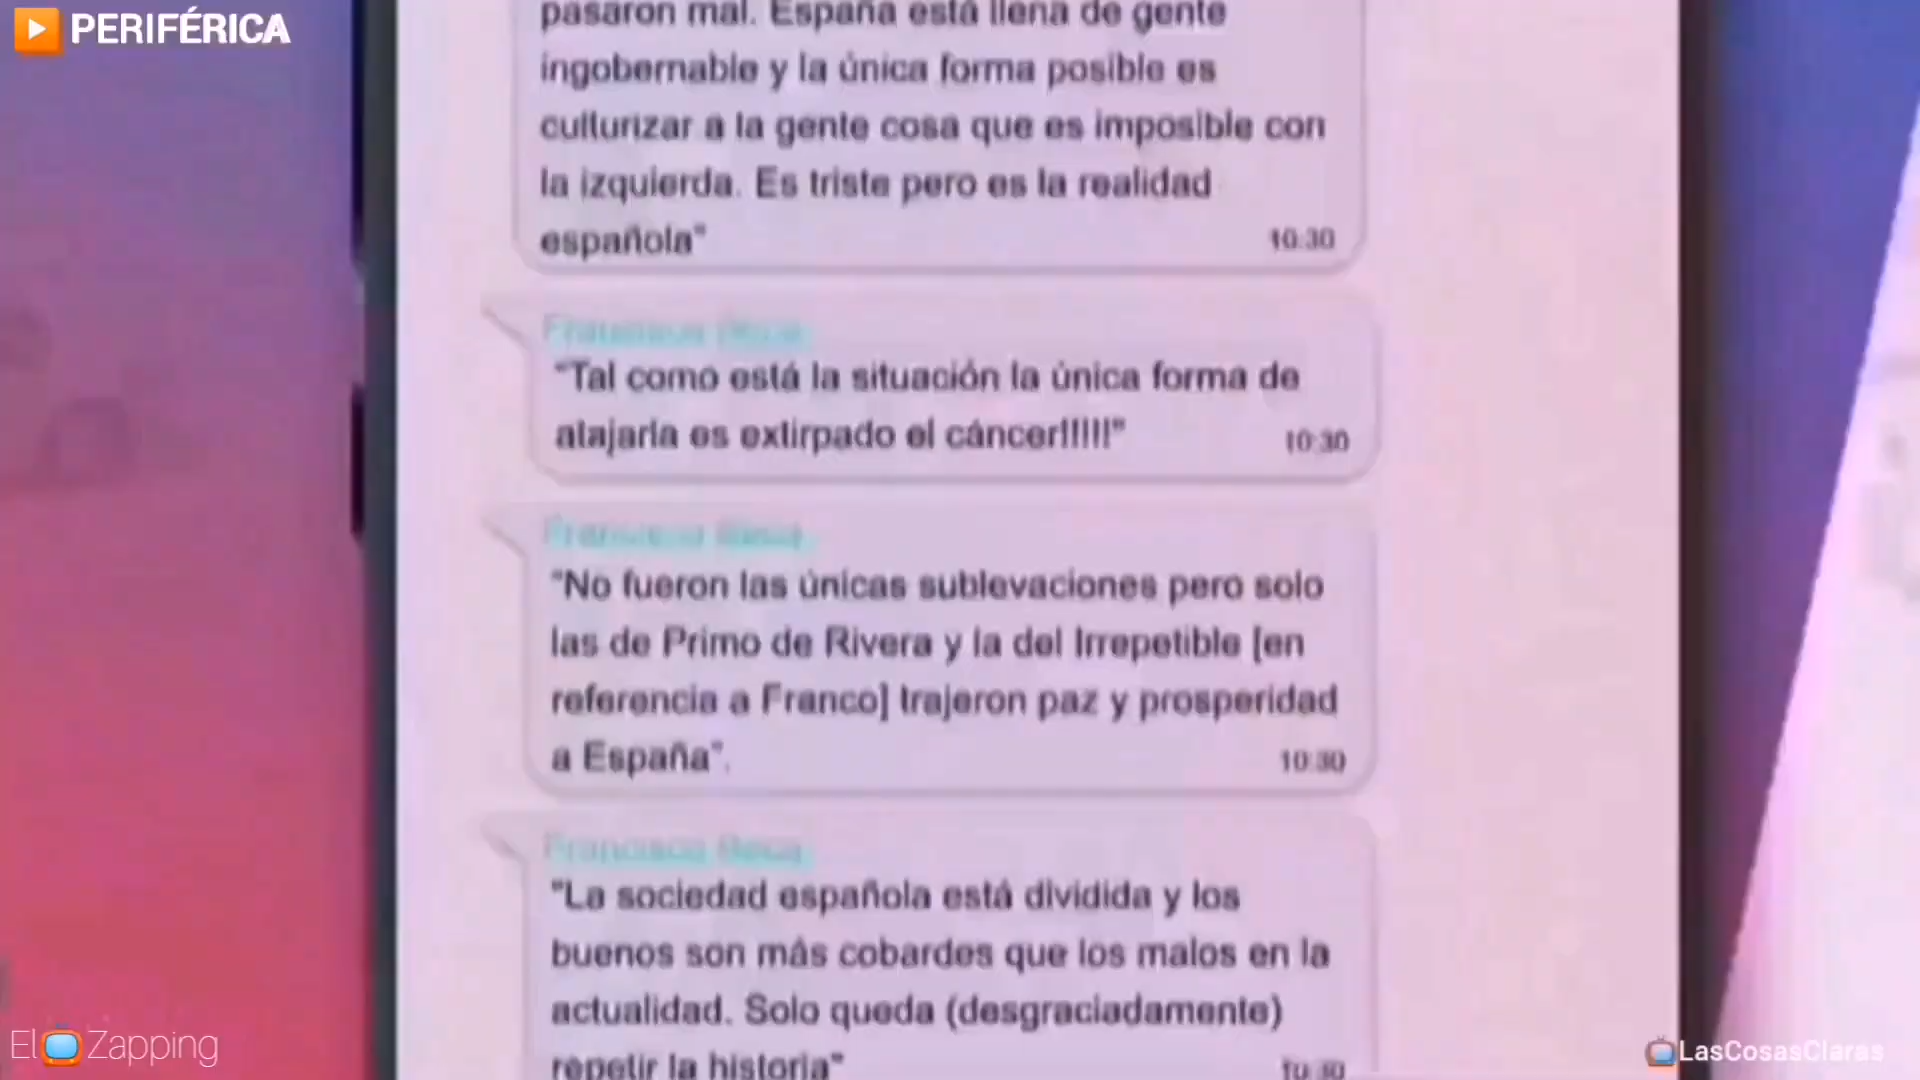 PERIFÉRICA
pasaron mal. España está llena de gente
ingobernable y la única forma posible es
culturizar a la gente cosa que es imposible con
la izquierda. Es triste pero es la realidad
española"
10:30
"Tal como está la situación la única forma de
atajarla es extirpado el cáncer!!!!!"
10:30
"No fueron las únicas sublevaciones pero solo
las de Primo de Rivera y la del Irrepetible [en
referencia a Franco] trajeron paz y prosperidad
a España".
10:30
Francisco Beca
"La sociedad española está dividida y los
buenos son más cobardes que los malos en la
actualidad. Solo queda (desgraciadamente)
repetir la historia"
10:30
El Zapping
LasCosasClaras